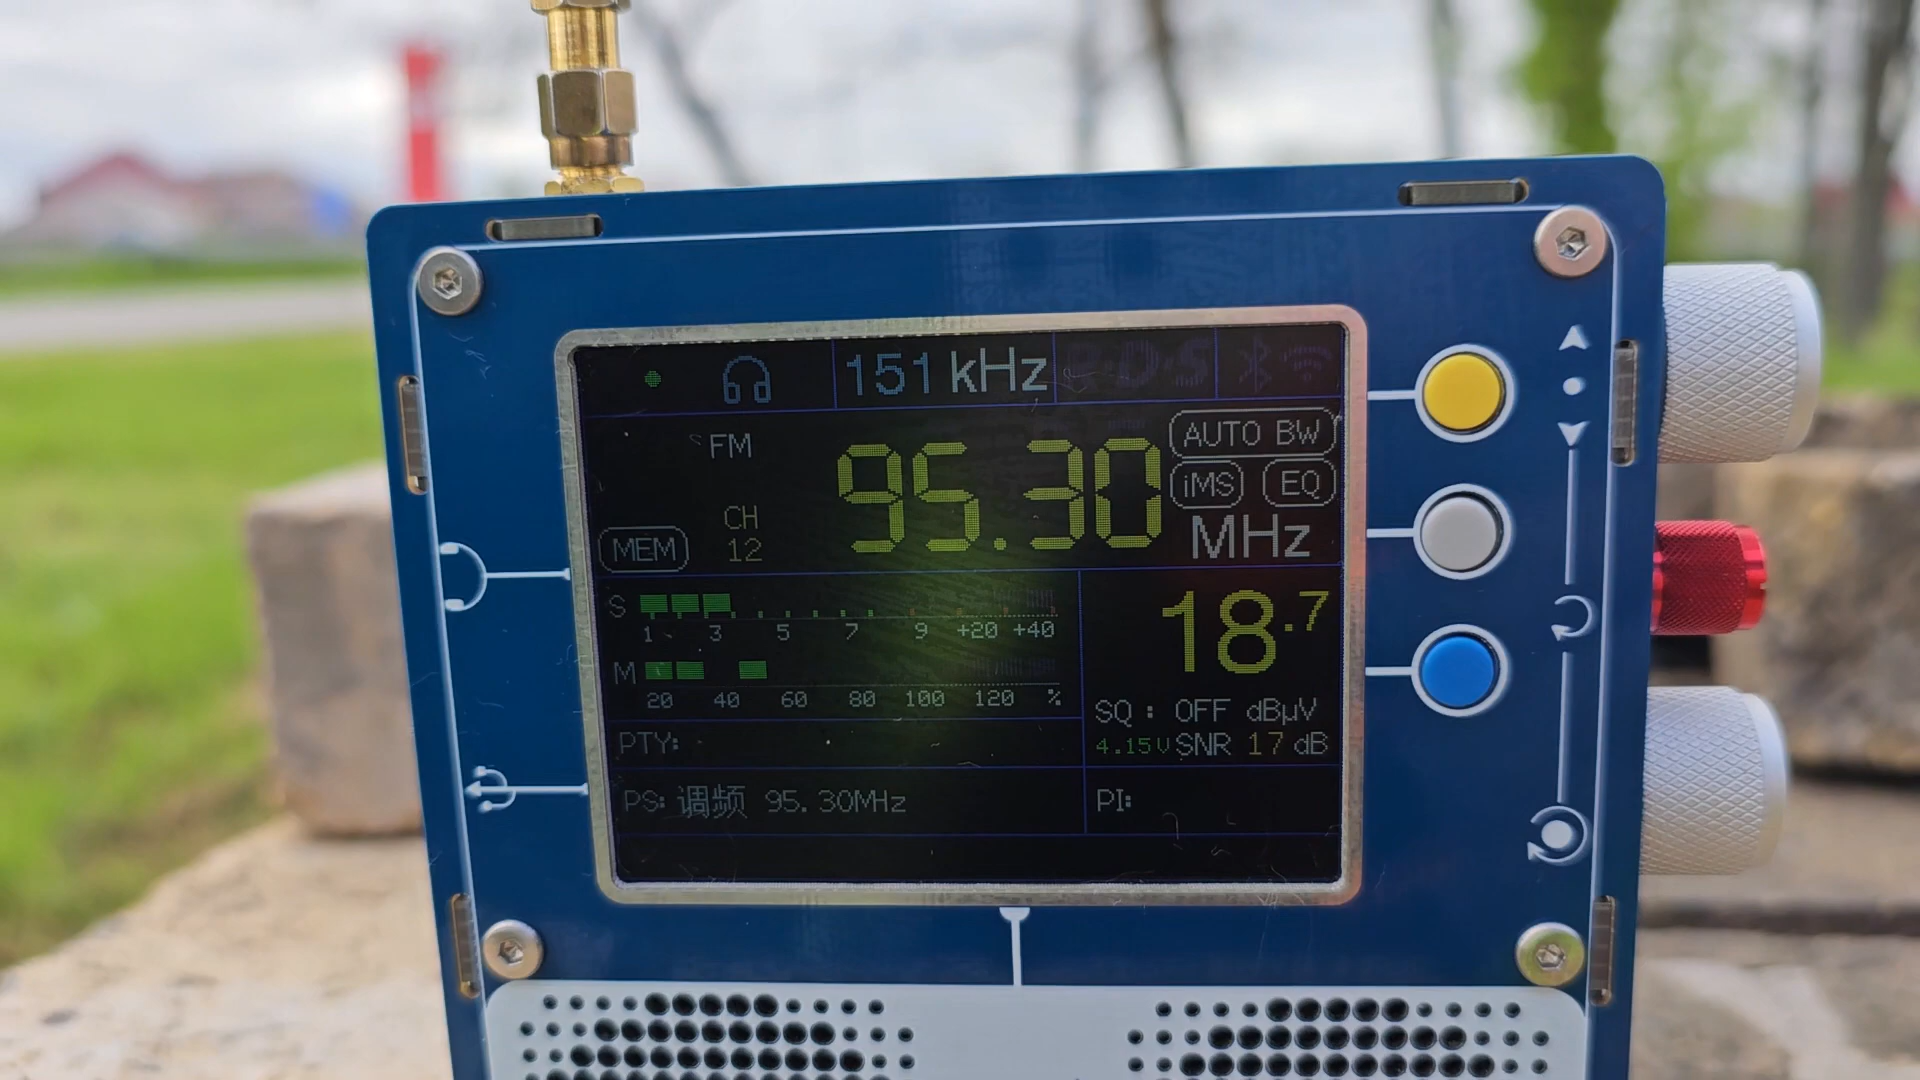 151 kHz
FM
95.30
AUTO BW
iMS EQ
MHz
CH
MEM 12
S
1 3 5 7 9 +20 +40
M
20 40 60 80 100 120 %
18.7
SQ : OFF dBµV
4.15V SNR 17 dB
PTY:
PS: 调频 95.30MHz
PI: